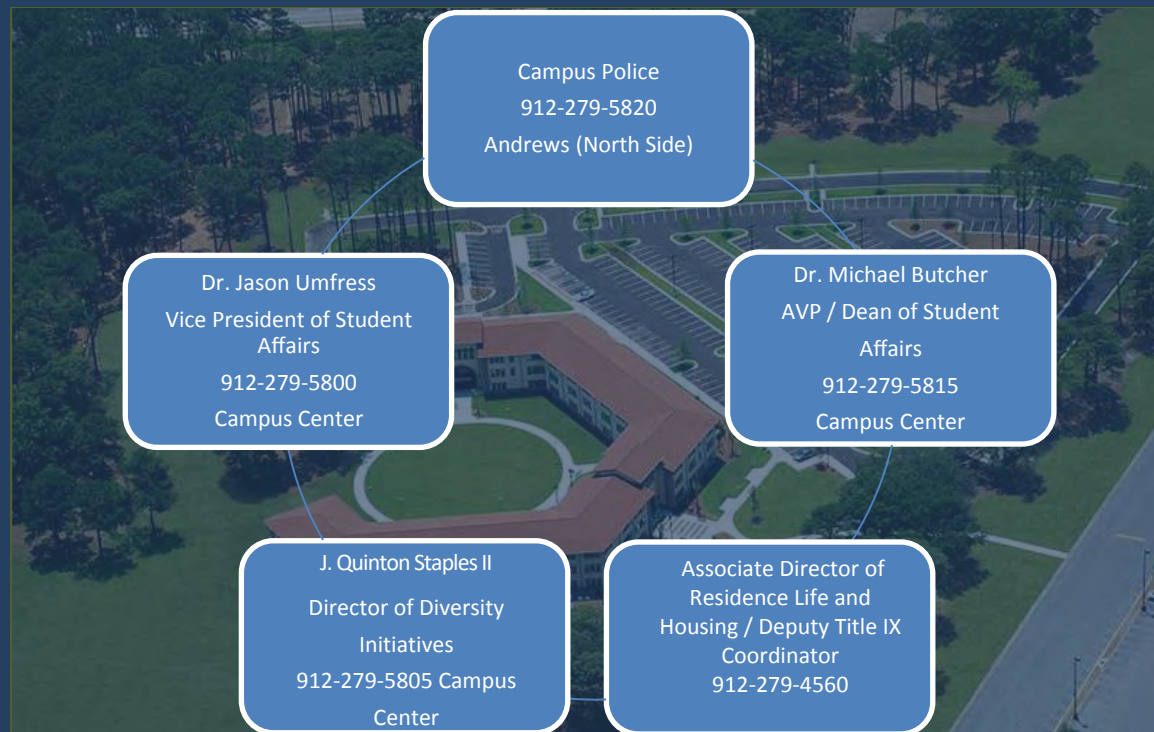 Campus Police
912-279-5820
Andrews (North Side)
Dr. Jason Umfress
Vice President of Student
Affairs
912-279-5800
Campus Center
Dr. Michael Butcher
AVP / Dean of Student
Affairs
912-279-5815
Campus Center
J. Quinton Staples II
Director of Diversity
Initiatives
912-279-5805 Campus
Center
Associate Director of
Residence Life and
Housing / Deputy Title IX
Coordinator
912-279-4560